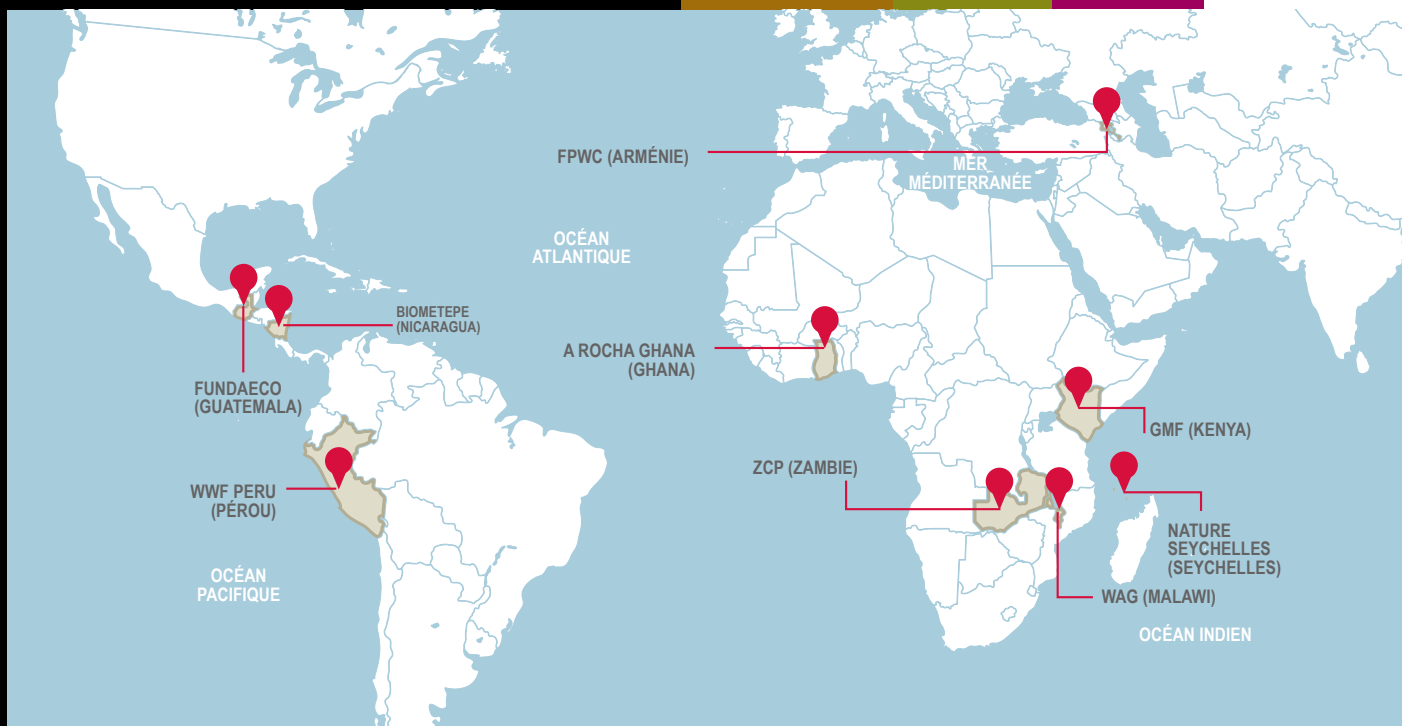 FPWC (ARMÉNIE)
MER
MÉDITERRANÉE
OCÉAN
ATLANTIQUE
BIOMETEPE
(NICARAGUA)
A ROCHA GHANA
(GHANA)
FUNDAECO
(GUATEMALA)
GMF (KENYA)
ZCP (ZAMBIE)
WWF PERU
(PÉROU)
NATURE
SEYCHELLES
(SEYCHELLES)
OCÉAN
PACIFIQUE
WAG (MALAWI)
OCÉAN INDIEN